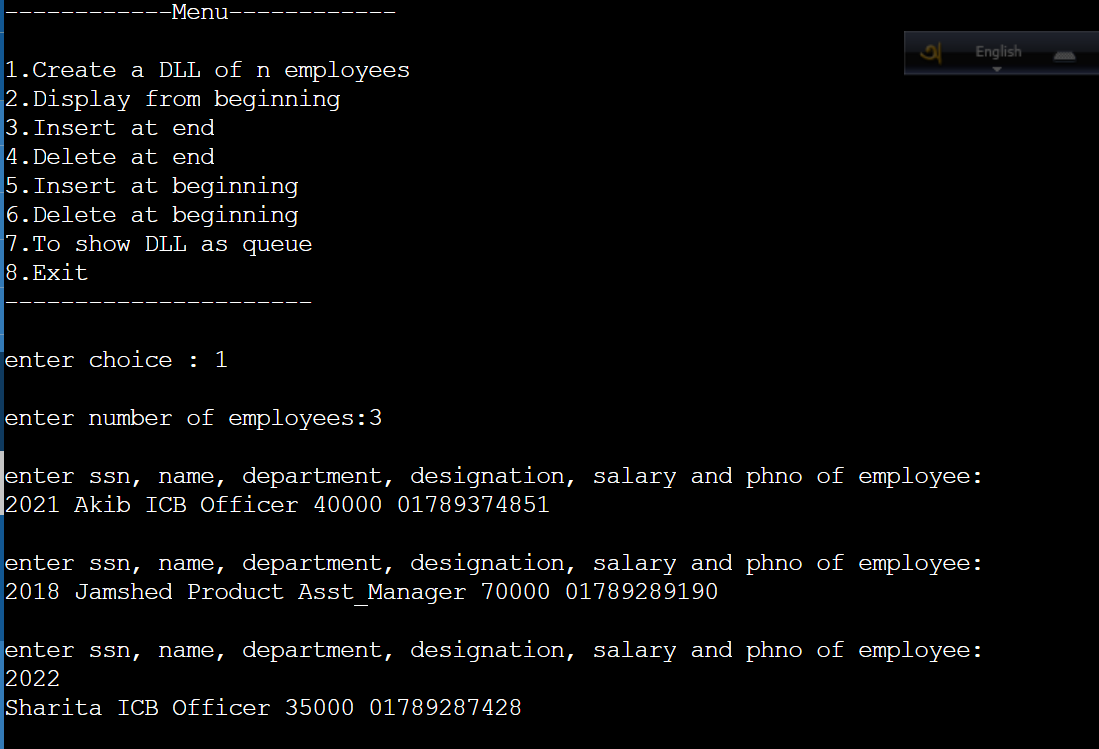 ------------Menu------------
অ English
1.Create a DLL of n employees
2.Display from beginning
3.Insert at end
4.Delete at end
5.Insert at beginning
6.Delete at beginning
7.To show DLL as queue
8.Exit
----------------------
enter choice : 1
enter number of employees:3
enter ssn, name, department, designation, salary and phno of employee:
2021 Akib ICB Officer 40000 01789374851
enter ssn, name, department, designation, salary and phno of employee:
2018 Jamshed Product Asst_Manager 70000 01789289190
enter ssn, name, department, designation, salary and phno of employee:
2022
Sharita ICB Officer 35000 01789287428